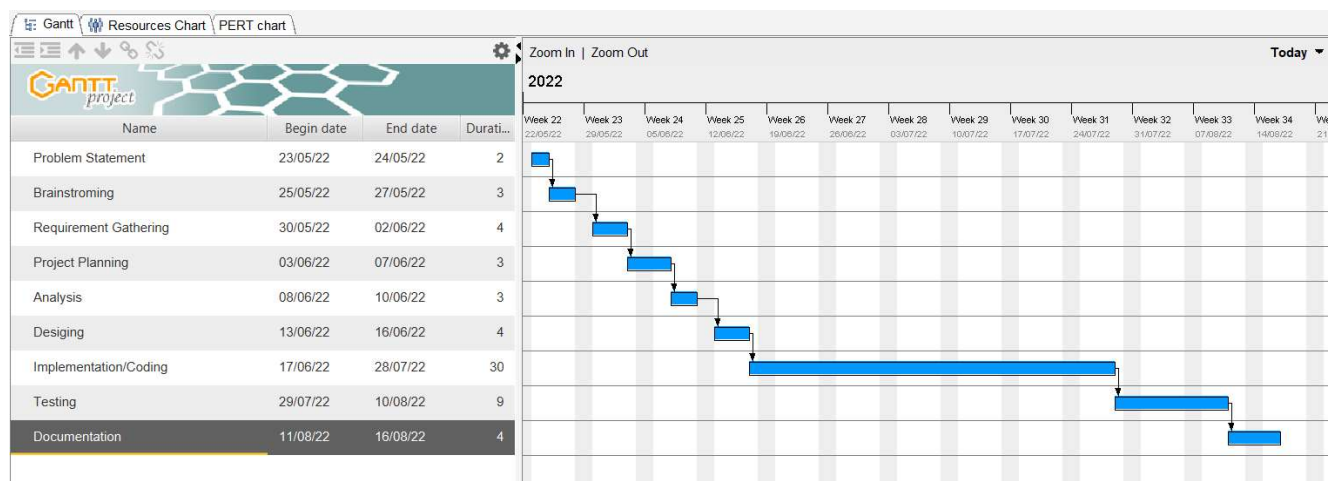 Gantt Resources Chart PERT chart
Zoom In | Zoom Out Today
GANTT project
2022
Name Begin date End date Durati...
Week 22 Week 23 Week 24 Week 25 Week 26 Week 27 Week 28 Week 29 Week 30 Week 31 Week 32 Week 33 Week 34 We
22/05/22 29/05/22 05/06/22 12/06/22 19/06/22 26/06/22 03/07/22 10/07/22 17/07/22 24/07/22 31/07/22 07/08/22 14/08/22 21
Problem Statement 23/05/22 24/05/22 2
Brainstroming 25/05/22 27/05/22 3
Requirement Gathering 30/05/22 02/06/22 4
Project Planning 03/06/22 07/06/22 3
Analysis 08/06/22 10/06/22 3
Desiging 13/06/22 16/06/22 4
Implementation/Coding 17/06/22 28/07/22 30
Testing 29/07/22 10/08/22 9
Documentation 11/08/22 16/08/22 4